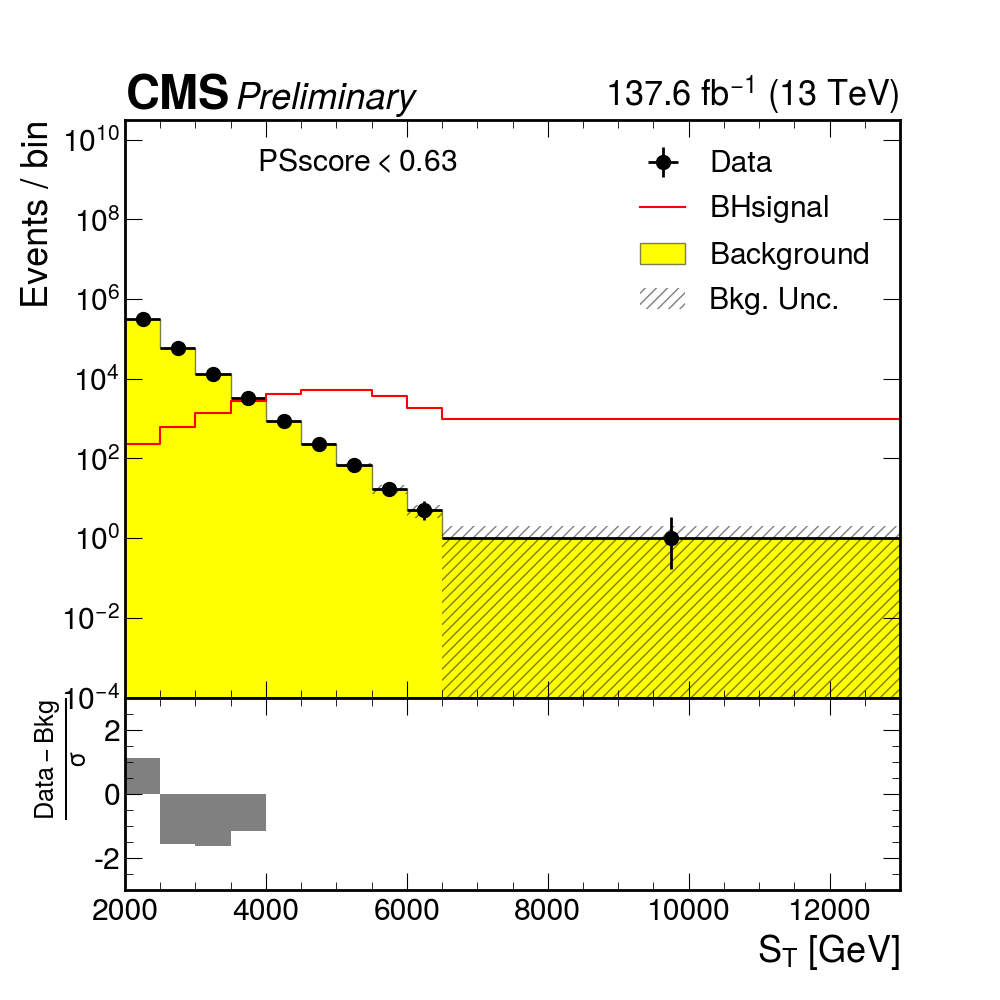 CMS Preliminary 137.6 fb⁻¹ (13 TeV)
Events / bin
10¹⁰
10⁸
10⁶
10⁴
10²
10⁰
10⁻²
10⁻⁴
PSscore < 0.63
Data
BHsignal
Background
Bkg. Unc.
Data − Bkg
σ
2
0
-2
2000 4000 6000 8000 10000 12000
S_T [GeV]